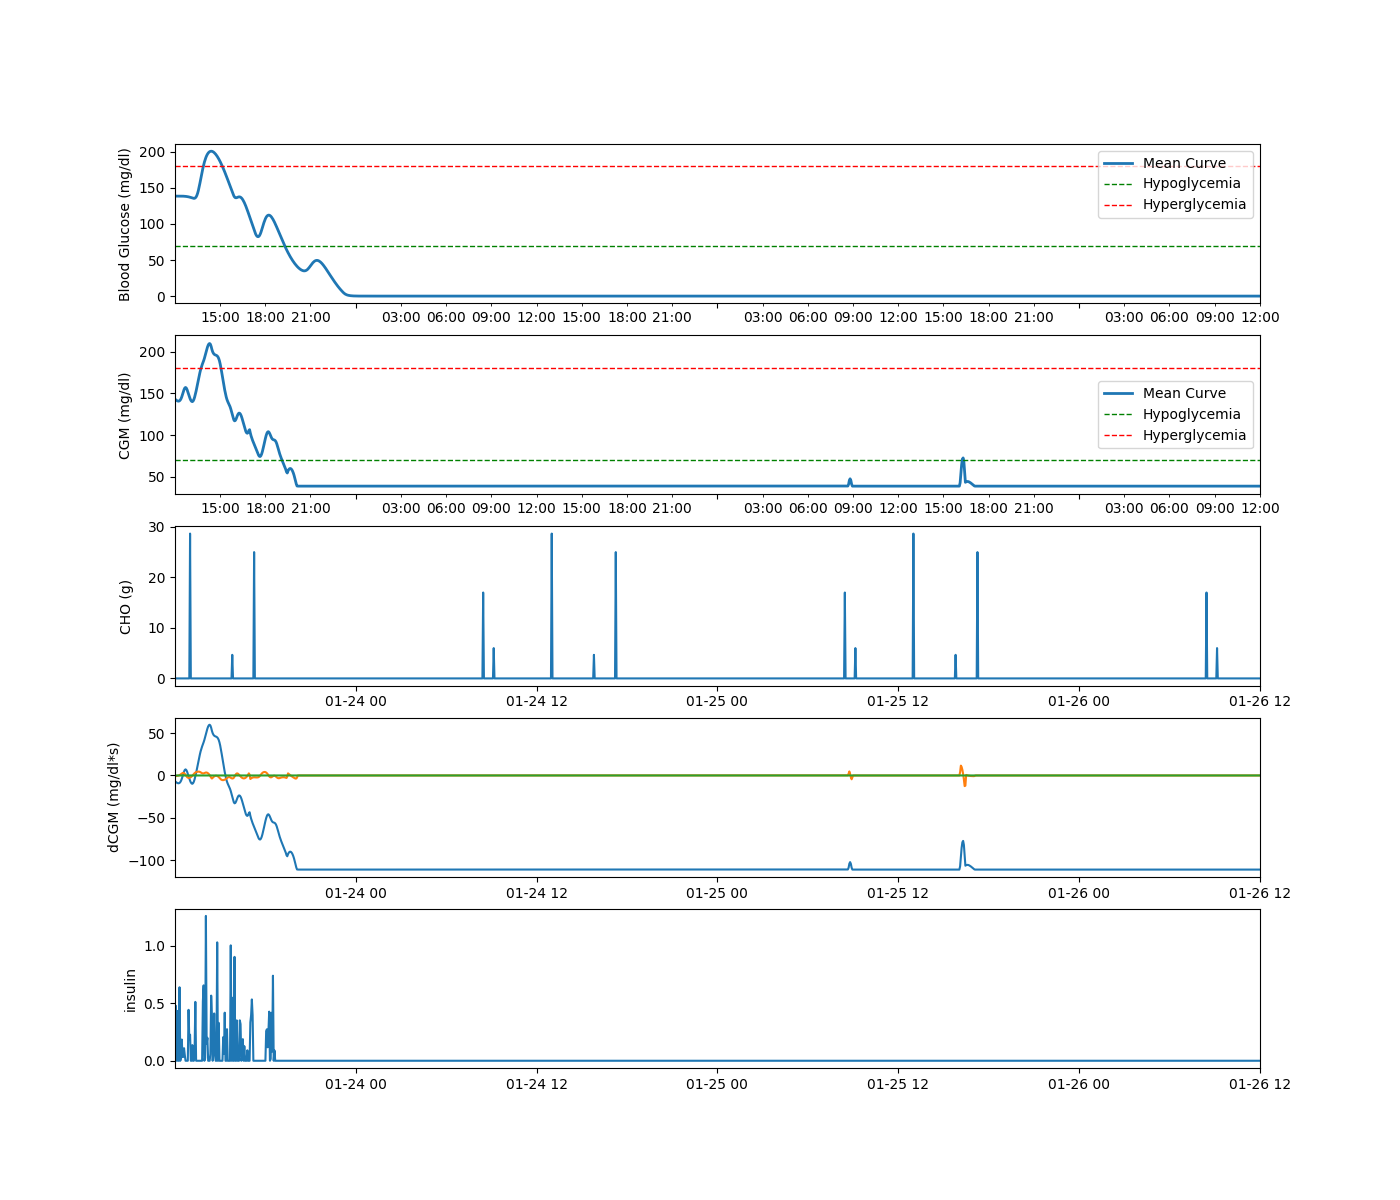 Blood Glucose (mg/dl)
200
150
100
50
0
Mean Curve
Hypoglycemia
Hyperglycemia
15:00 18:00 21:00 03:00 06:00 09:00 12:00 15:00 18:00 21:00 03:00 06:00 09:00 12:00 15:00 18:00 21:00 03:00 06:00 09:00 12:00
CGM (mg/dl)
200
150
100
50
Mean Curve
Hypoglycemia
Hyperglycemia
15:00 18:00 21:00 03:00 06:00 09:00 12:00 15:00 18:00 21:00 03:00 06:00 09:00 12:00 15:00 18:00 21:00 03:00 06:00 09:00 12:00
CHO (g)
30
20
10
0
01-24 00 01-24 12 01-25 00 01-25 12 01-26 00 01-26 12
dCGM (mg/dl*s)
50
0
−50
−100
01-24 00 01-24 12 01-25 00 01-25 12 01-26 00 01-26 12
insulin
1.0
0.5
0.0
01-24 00 01-24 12 01-25 00 01-25 12 01-26 00 01-26 12